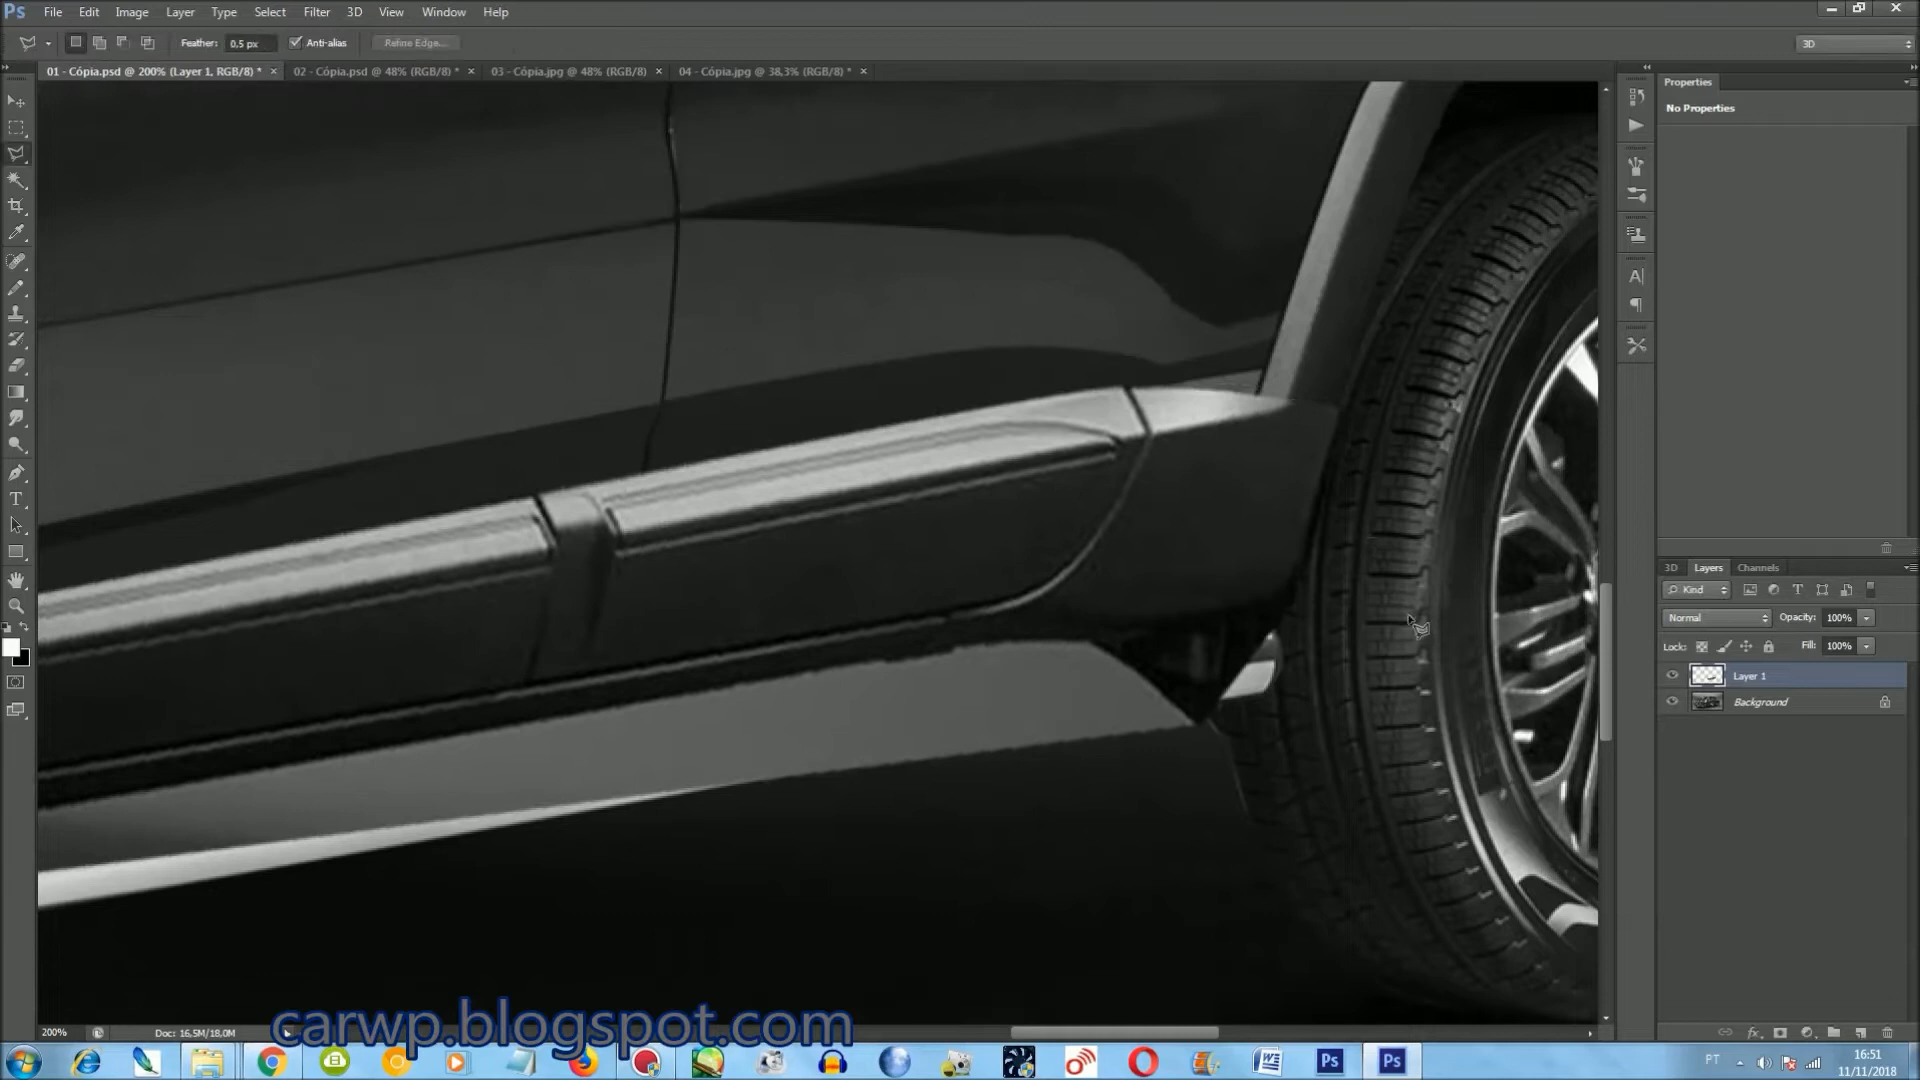 Ps File Edit Image Layer Type Select Filter 3D View Window Help
Feather: 0,5 px Anti-alias Refine Edge... 3D
01 - Cópia.psd @ 200% (Layer 1, RGB/8) * × 02 - Cópia.psd @ 48% (RGB/8) * × 03 - Cópia.jpg @ 48% (RGB/8) × 04 - Cópia.jpg @ 38,3% (RGB/8) * ×
Properties
No Properties
3D Layers Channels
Kind
Normal Opacity: 100%
Lock: Fill: 100%
Layer 1
Background
200% Doc: 16,5M/18,0M
carwp.blogspot.com
PT 16:51
11/11/2018